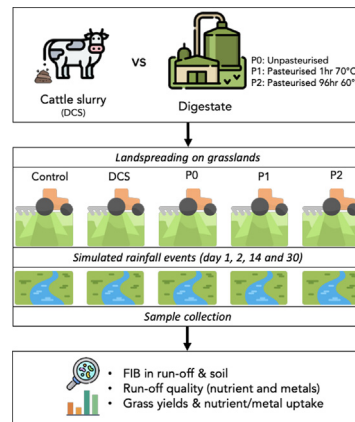 Cattle slurry
(DCS)
vs
Digestate
P0: Unpasteurised
P1: Pasteurised 1hr 70°C
P2: Pasteurised 96hr 60°
Landspreading on grasslands
Control DCS P0 P1 P2
Simulated rainfall events (day 1, 2, 14 and 30)
Sample collection
• FIB in run-off & soil
• Run-off quality (nutrient and metals)
• Grass yields & nutrient/metal uptake